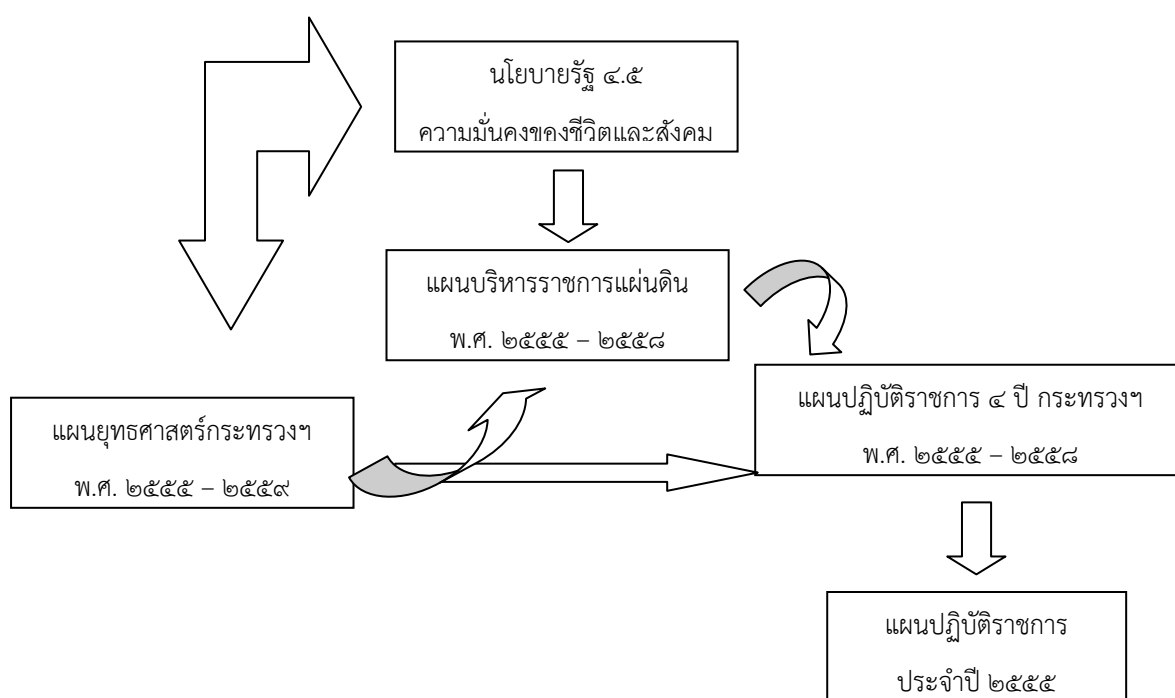 นโยบายรัฐ ๔.๕
ความมั่นคงของชีวิตและสังคม
แผนบริหารราชการแผ่นดิน
พ.ศ. ๒๕๕๕ – ๒๕๕๘
แผนยุทธศาสตร์กระทรวงฯ
พ.ศ. ๒๕๕๕ – ๒๕๕๙
แผนปฏิบัติราชการ ๔ ปี กระทรวงฯ
พ.ศ. ๒๕๕๕ – ๒๕๕๘
แผนปฏิบัติราชการ
ประจำปี ๒๕๕๕